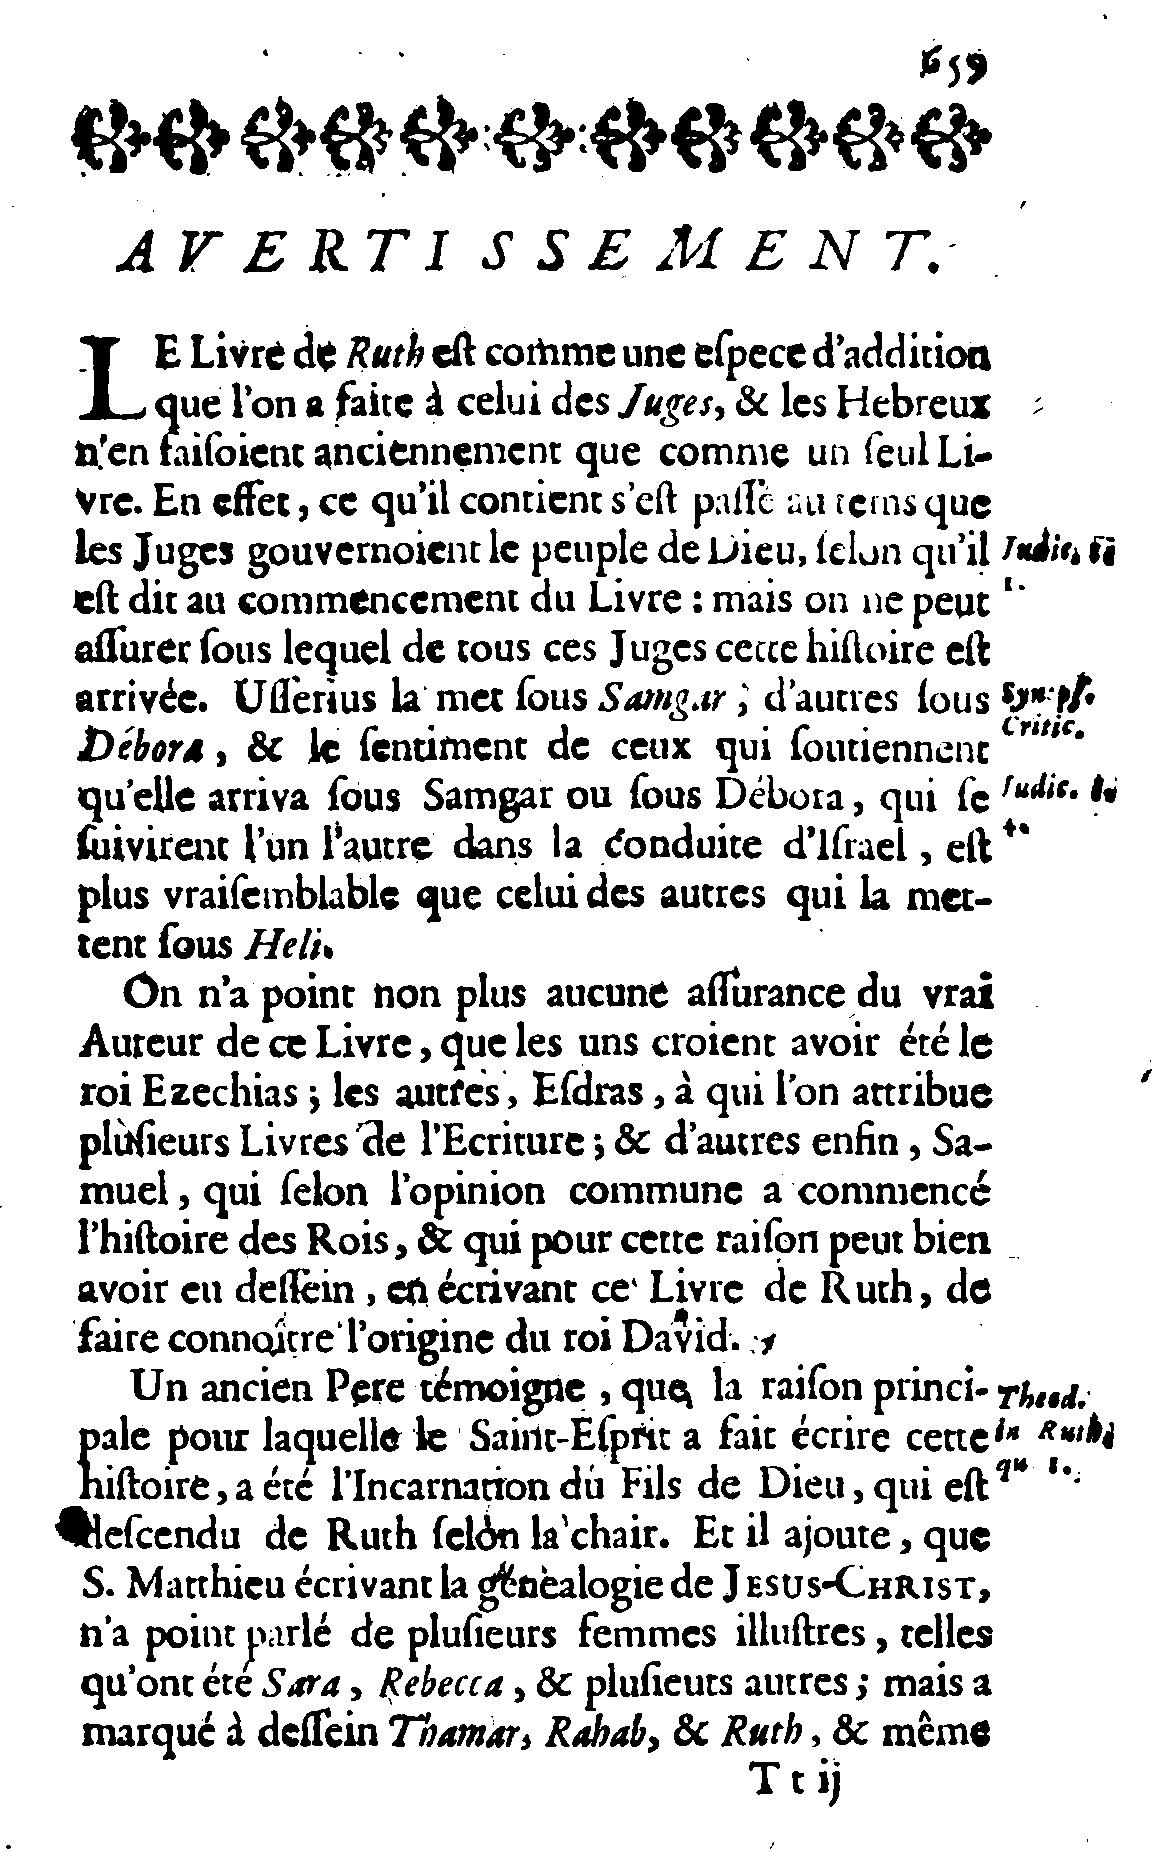 659
AVERTISSEMENT.
LE Livre de Ruth eſt comme une eſpece d'addition
que l'on a faite à celui des Juges, & les Hebreux
n'en faiſoient anciennement que comme un ſeul Li-
vre. En effet, ce qu'il contient s'eſt paſſé au tems que
les Juges gouvernoient le peuple de Dieu, ſelon qu'il
Judic.
eſt dit au commencement du Livre : mais on ne peut
aſſurer ſous lequel de tous ces Juges cette hiſtoire eſt
arrivée. Uſſerius la met ſous Samgar ; d'autres ſous
Synopſ.
Critic.
Débora, & le ſentiment de ceux qui ſoutiennent
qu'elle arriva ſous Samgar ou ſous Débora, qui ſe
Judic.
4.
ſuivirent l'un l'autre dans la conduite d'Iſrael, eſt
plus vraiſemblable que celui des autres qui la met-
tent ſous Heli.
On n'a point non plus aucune aſſurance du vrai
Auteur de ce Livre, que les uns croient avoir été le
roi Ezechias ; les autres, Eſdras, à qui l'on attribue
pluſieurs Livres de l'Ecriture ; & d'autres enfin, Sa-
muel, qui ſelon l'opinion commune a commencé
l'hiſtoire des Rois, & qui pour cette raiſon peut bien
avoir eu deſſein, en écrivant ce Livre de Ruth, de
faire connoître l'origine du roi David.
Un ancien Pere témoigne, que la raiſon princi-
Theod.
pale pour laquelle le Saint-Eſprit a fait écrire cette
in Ruth
hiſtoire, a été l'Incarnation du Fils de Dieu, qui eſt
qu 1.
deſcendu de Ruth ſelon la chair. Et il ajoute, que
S. Matthieu écrivant la génèalogie de JESUS-CHRIST,
n'a point parlé de pluſieurs femmes illuſtres, telles
qu'ont été Sara, Rebecca, & pluſieurs autres ; mais a
marqué à deſſein Thamar, Rahab, & Ruth, & même
T t ij